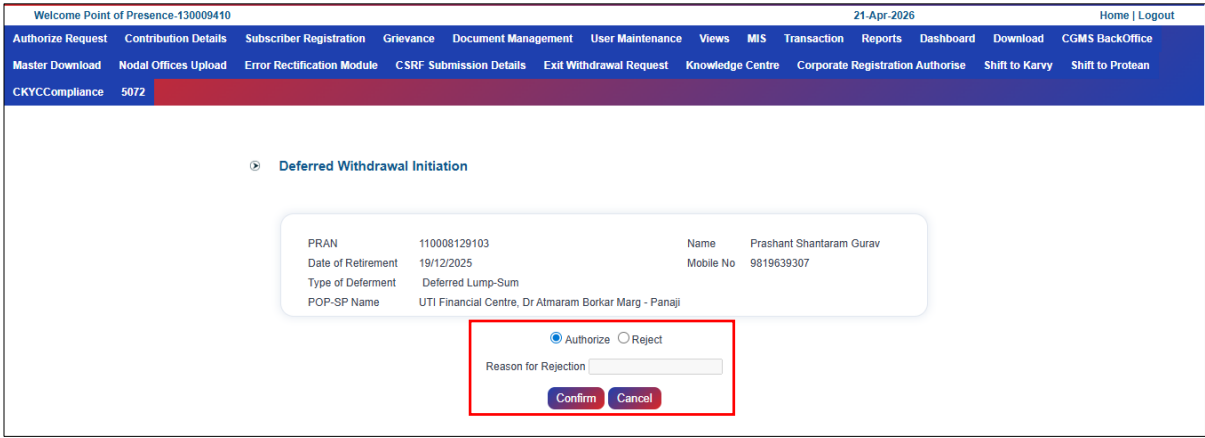 Welcome Point of Presence-130009410 21-Apr-2026 Home | Logout
Authorize Request Contribution Details Subscriber Registration Grievance Document Management User Maintenance Views MIS Transaction Reports Dashboard Download CGMS BackOffice
Master Download Nodal Offices Upload Error Rectification Module CSRF Submission Details Exit Withdrawal Request Knowledge Centre Corporate Registration Authorise Shift to Karvy Shift to Protean
CKYCCompliance 5072
Deferred Withdrawal Initiation
PRAN 110008129103 Name Prashant Shantaram Gurav
Date of Retirement 19/12/2025 Mobile No 9819639307
Type of Deferment Deferred Lump-Sum
POP-SP Name UTI Financial Centre, Dr Atmaram Borkar Marg - Panaji
Authorize Reject
Reason for Rejection
Confirm Cancel